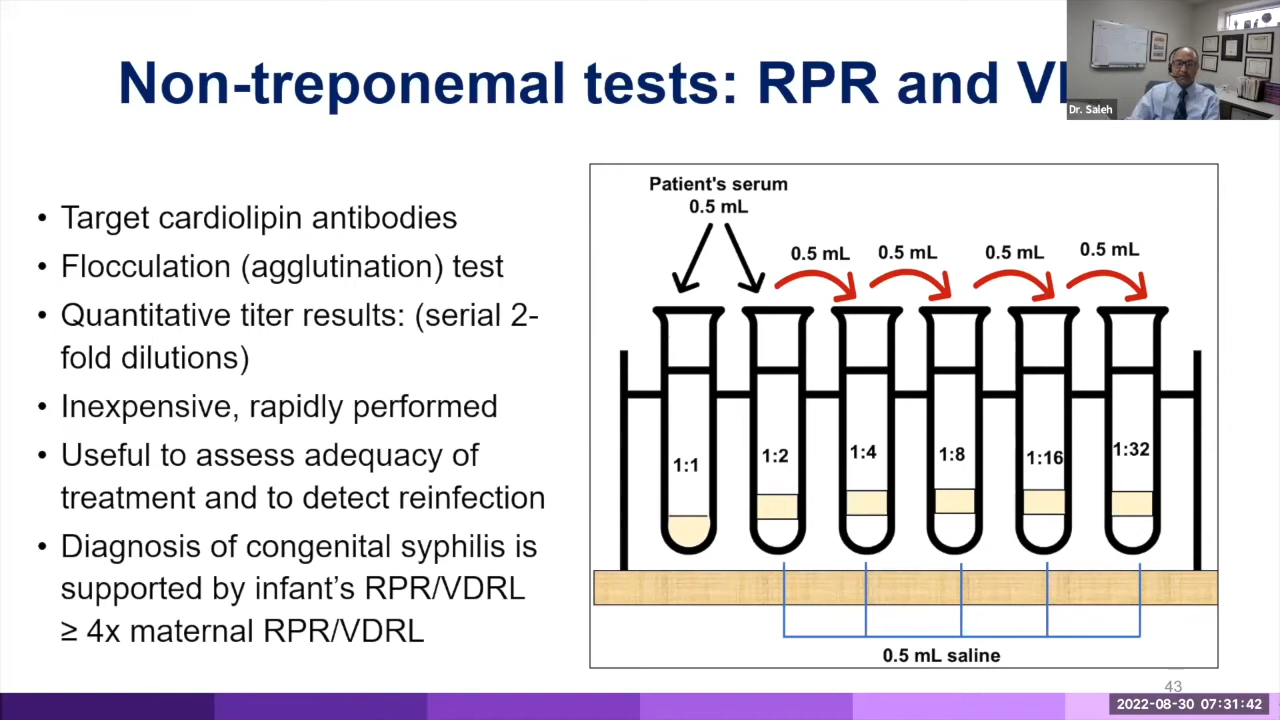 Non-treponemal tests: RPR and
Dr. Saleh
• Target cardiolipin antibodies
• Flocculation (agglutination) test
• Quantitative titer results: (serial 2-
fold dilutions)
• Inexpensive, rapidly performed
• Useful to assess adequacy of
treatment and to detect reinfection
• Diagnosis of congenital syphilis is
supported by infant's RPR/VDRL
≥ 4x maternal RPR/VDRL
Patient's serum
0.5 mL
0.5 mL 0.5 mL 0.5 mL 0.5 mL
1:1 1:2 1:4 1:8 1:16 1:32
0.5 mL saline
43
2022-08-30 07:31:42